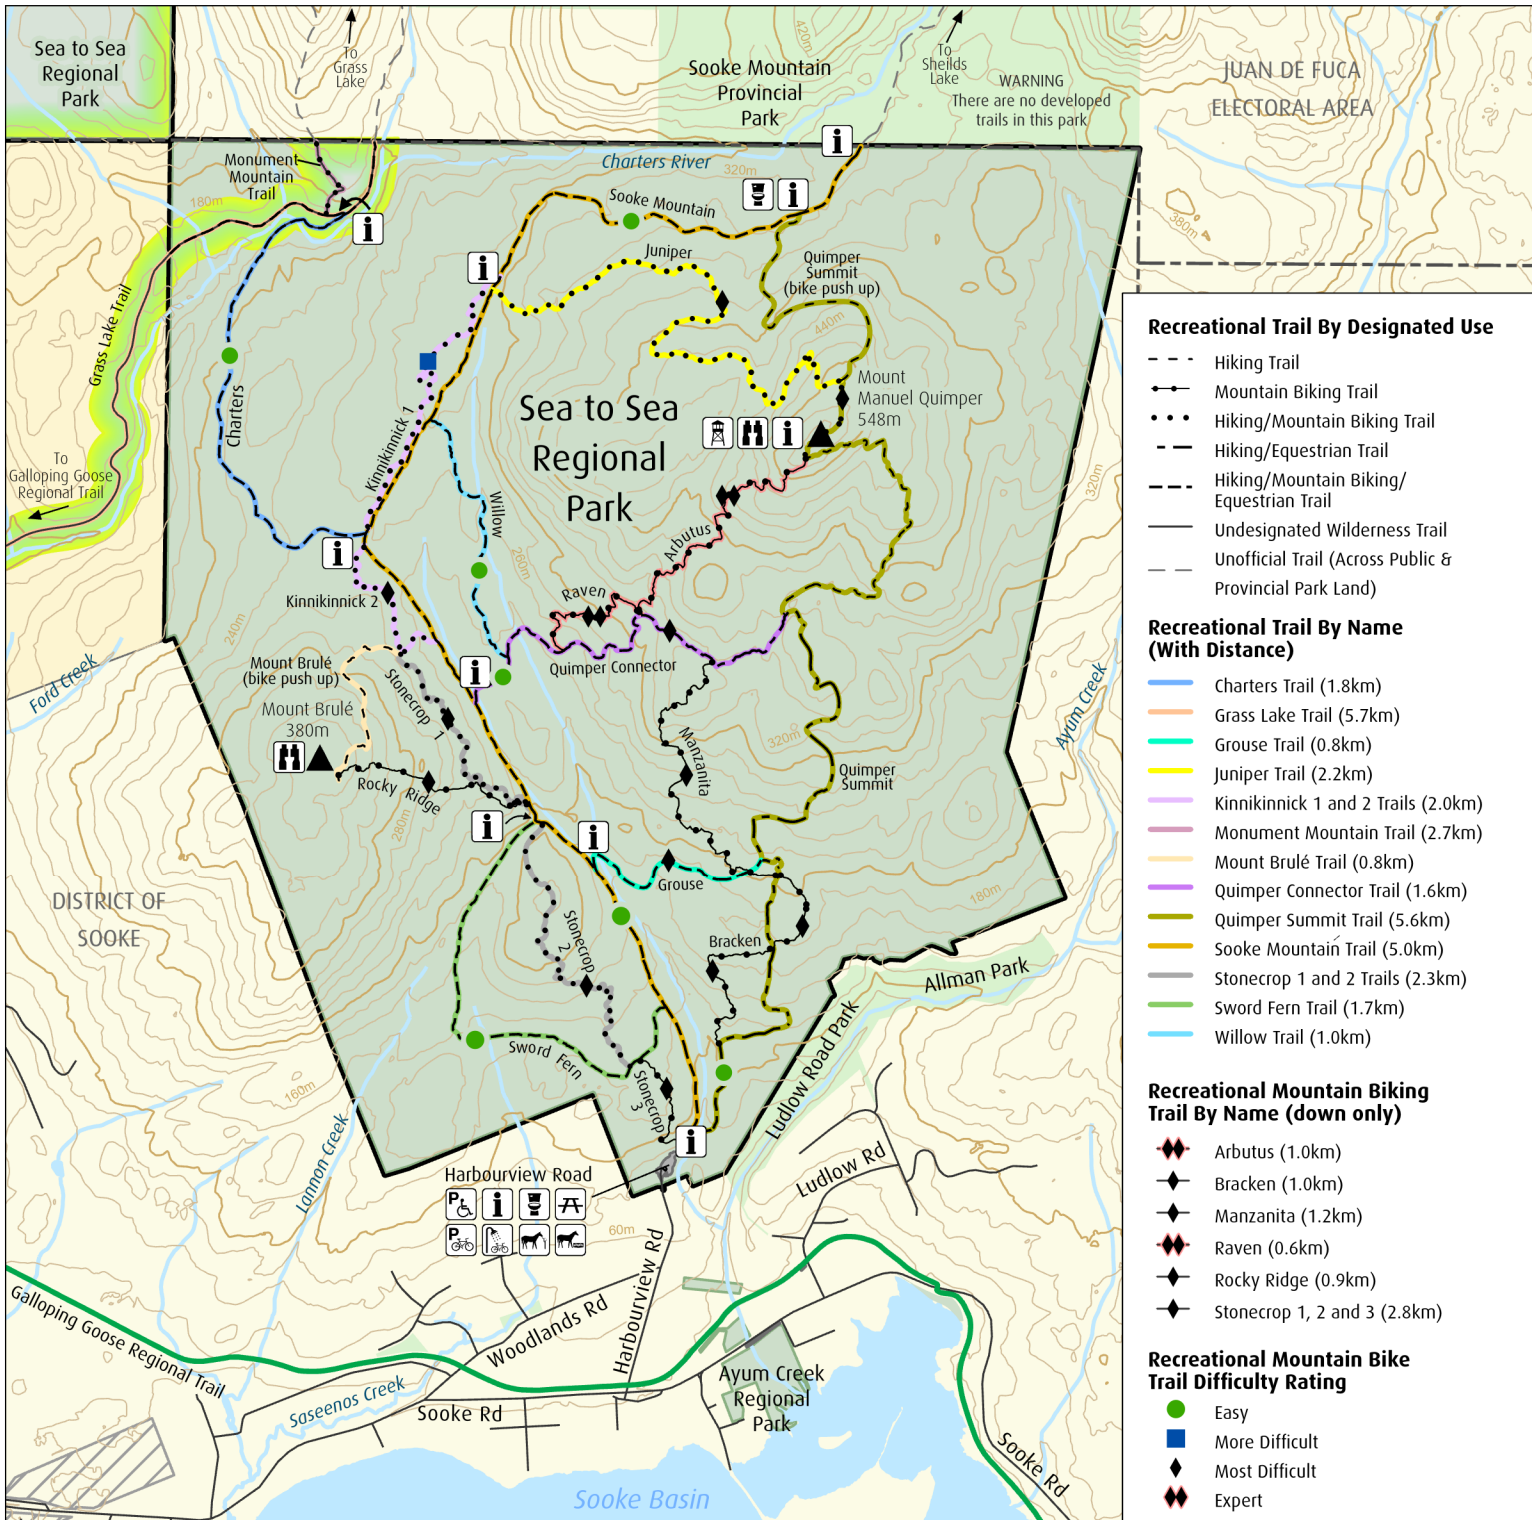 Sea to Sea
Regional
Park
To
Grass
Lake
Sooke Mountain
Provincial
Park
To
Sheilds
Lake
WARNING
There are no developed
trails in this park
JUAN DE FUCA
ELECTORAL AREA
Monument
Mountain
Trail
Charters River
320m
420m
180m
380m
Sooke Mountain
Juniper
Quimper
Summit
(bike push up)
440m
Grass Lake Trail
Charters
Kinnikinnick 1
Sea to Sea
Regional
Park
Mount
Manuel Quimper
548m
To
Galloping Goose
Regional Trail
Willow
260m
Arbutus
320m
Raven
Kinnikinnick 2
240m
Quimper Connector
Mount Brulé
(bike push up)
Ford Creek
Stonecrop
1
Mount Brulé
380m
Manzanita
320m
Ayum Creek
Rocky Ridge
280m
Quimper
Summit
Grouse
180m
DISTRICT OF
SOOKE
Stonecrop
2
Bracken
Allman Park
Sword Fern
Ludlow Road Park
160m
Stonecrop
3
Lannon Creek
Harbourview Road
P
P
60m
Ludlow Rd
Harbourview Rd
Woodlands Rd
Galloping Goose Regional Trail
Saseenos Creek
Sooke Rd
Ayum Creek
Regional
Park
Sooke Rd
Sooke Basin
Recreational Trail By Designated Use
Hiking Trail
Mountain Biking Trail
Hiking/Mountain Biking Trail
Hiking/Equestrian Trail
Hiking/Mountain Biking/
Equestrian Trail
Undesignated Wilderness Trail
Unofficial Trail (Across Public &
Provincial Park Land)
Recreational Trail By Name
(With Distance)
Charters Trail (1.8km)
Grass Lake Trail (5.7km)
Grouse Trail (0.8km)
Juniper Trail (2.2km)
Kinnikinnick 1 and 2 Trails (2.0km)
Monument Mountain Trail (2.7km)
Mount Brulé Trail (0.8km)
Quimper Connector Trail (1.6km)
Quimper Summit Trail (5.6km)
Sooke Mountain Trail (5.0km)
Stonecrop 1 and 2 Trails (2.3km)
Sword Fern Trail (1.7km)
Willow Trail (1.0km)
Recreational Mountain Biking
Trail By Name (down only)
Arbutus (1.0km)
Bracken (1.0km)
Manzanita (1.2km)
Raven (0.6km)
Rocky Ridge (0.9km)
Stonecrop 1, 2 and 3 (2.8km)
Recreational Mountain Bike
Trail Difficulty Rating
Easy
More Difficult
Most Difficult
Expert